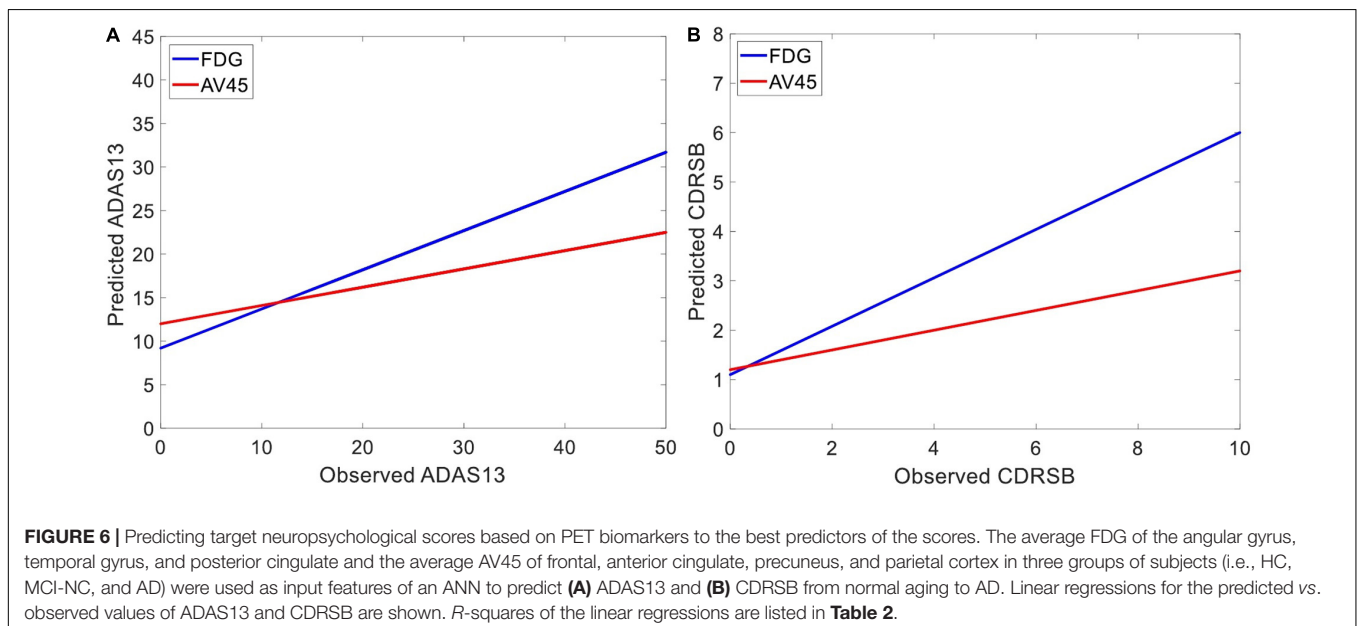 A
45
40
35
30
25
20
15
10
5
0
Predicted ADAS13
FDG
AV45
0 10 20 30 40 50
Observed ADAS13
B
8
7
6
5
4
3
2
1
0
Predicted CDRSB
FDG
AV45
0 2 4 6 8 10
Observed CDRSB
FIGURE 6 | Predicting target neuropsychological scores based on PET biomarkers to the best predictors of the scores. The average FDG of the angular gyrus,
temporal gyrus, and posterior cingulate and the average AV45 of frontal, anterior cingulate, precuneus, and parietal cortex in three groups of subjects (i.e., HC,
MCI-NC, and AD) were used as input features of an ANN to predict (A) ADAS13 and (B) CDRSB from normal aging to AD. Linear regressions for the predicted vs.
observed values of ADAS13 and CDRSB are shown. R-squares of the linear regressions are listed in Table 2.